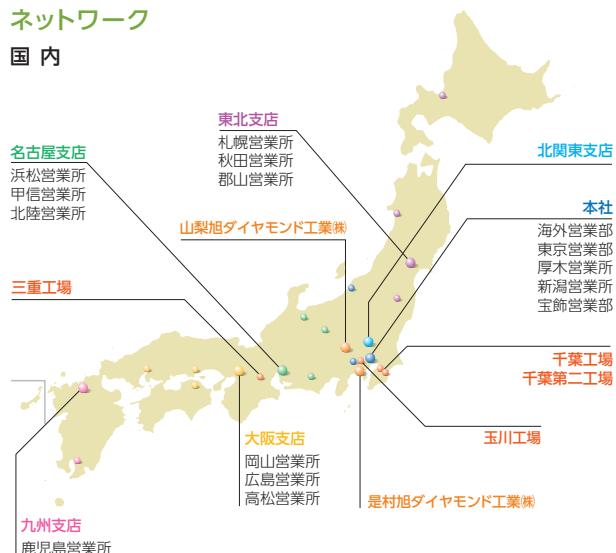 ネットワーク
国 内
東北支店
札幌営業所
秋田営業所
郡山営業所
北関東支店
名古屋支店
浜松営業所
甲信営業所
北陸営業所
本社
海外営業部
東京営業部
厚木営業所
新潟営業所
宝飾営業部
山梨旭ダイヤモンド工業㈱
三重工場
千葉工場
千葉第二工場
玉川工場
大阪支店
岡山営業所
広島営業所
高松営業所
是村旭ダイヤモンド工業㈱
九州支店
鹿児島営業所